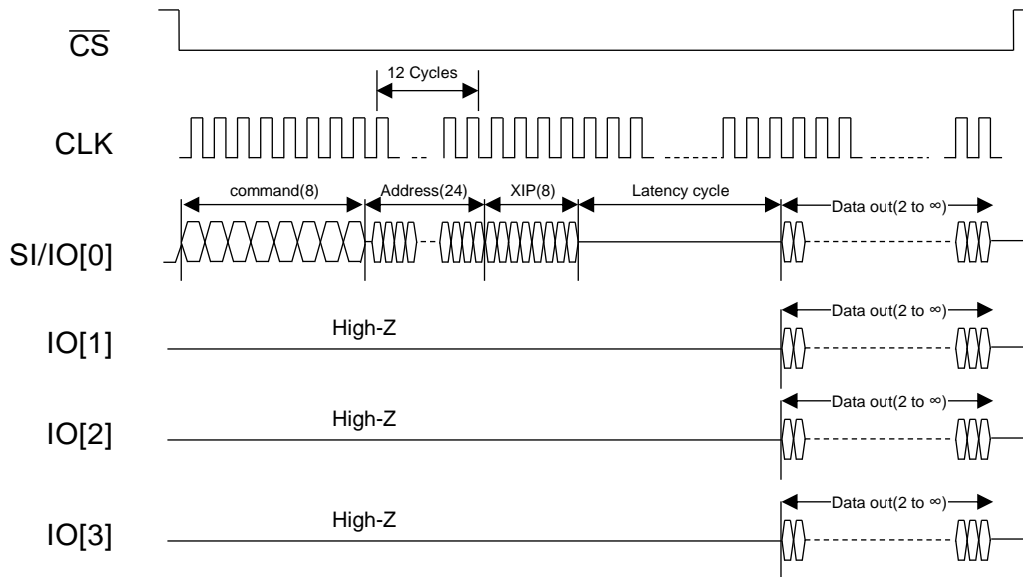 CS
12 Cycles
CLK
command(8) Address(24) XIP(8) Latency cycle Data out(2 to ∞)
SI/IO[0]
High-Z Data out(2 to ∞)
IO[1]
High-Z Data out(2 to ∞)
IO[2]
High-Z Data out(2 to ∞)
IO[3]